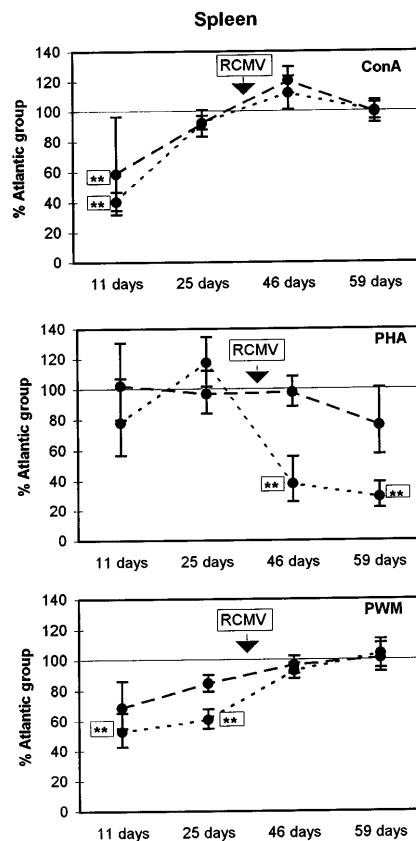 Spleen
140
RCMV
ConA
120
100
80
60
**
40
**
20
0
% Atlantic group
11 days 25 days 46 days 59 days
140
PHA
RCMV
120
100
80
60
40
** **
20
0
% Atlantic group
11 days 25 days 46 days 59 days
140
PWM
RCMV
120
100
80
60
** **
40
20
0
% Atlantic group
11 days 25 days 46 days 59 days